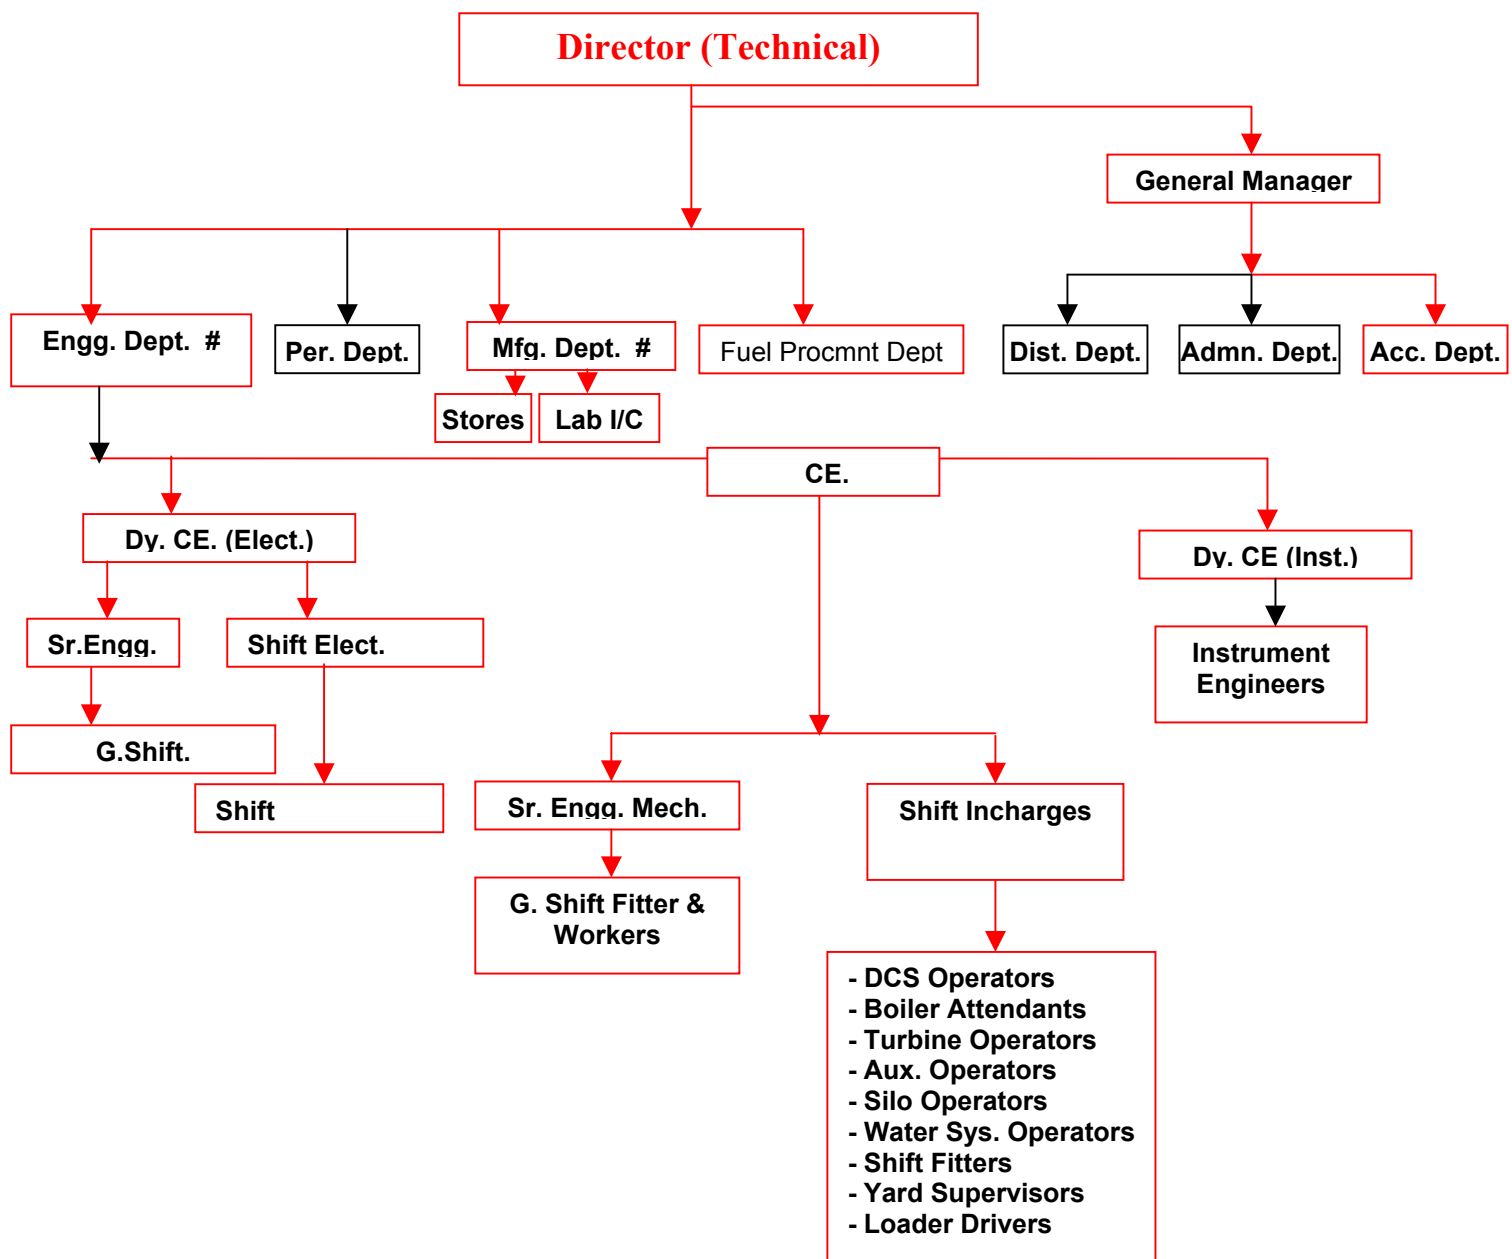 Director (Technical)
General Manager
Engg. Dept. #
Per. Dept.
Mfg. Dept. #
Fuel Procmnt Dept
Dist. Dept.
Admn. Dept.
Acc. Dept.
Stores
Lab I/C
CE.
Dy. CE. (Elect.)
Dy. CE (Inst.)
Sr.Engg.
Shift Elect.
Instrument
Engineers
G.Shift.
Shift
Sr. Engg. Mech.
Shift Incharges
G. Shift Fitter &
Workers
- DCS Operators
- Boiler Attendants
- Turbine Operators
- Aux. Operators
- Silo Operators
- Water Sys. Operators
- Shift Fitters
- Yard Supervisors
- Loader Drivers